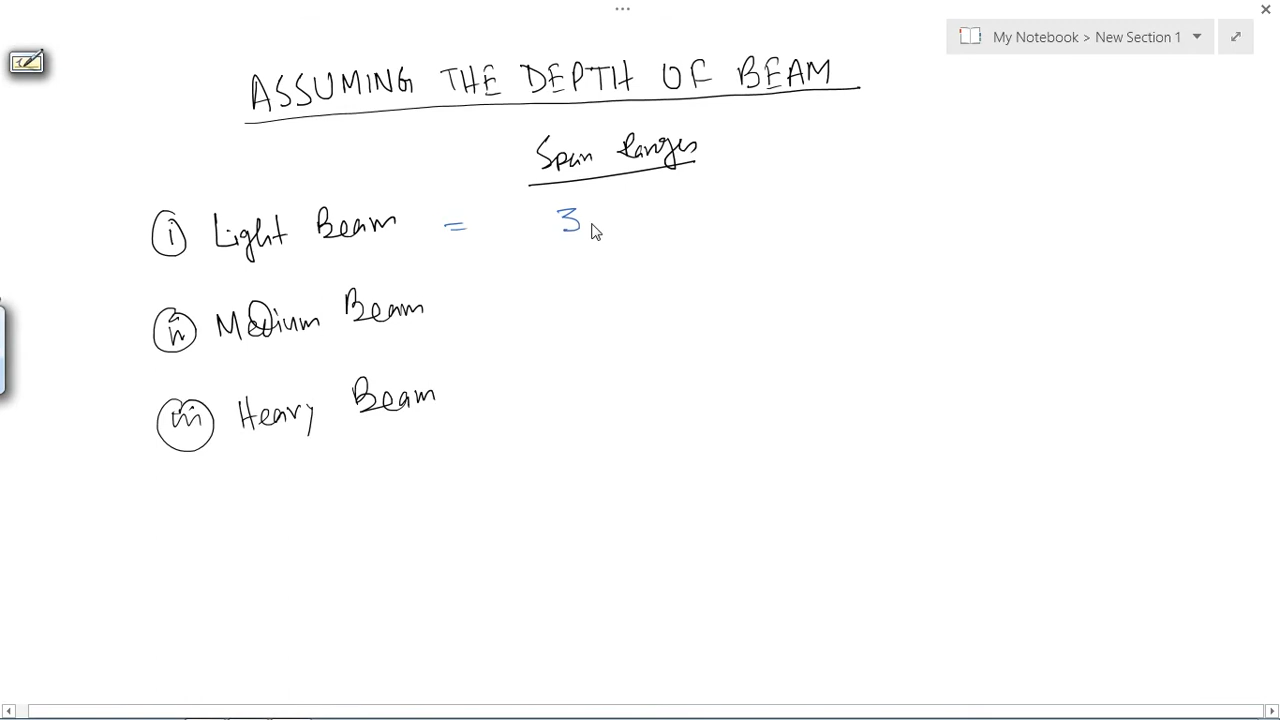 My Notebook > New Section 1
ASSUMING THE DEPTH OF BEAM
Span Ranges
i Light Beam = 3
ii Medium Beam
iii Heavy Beam